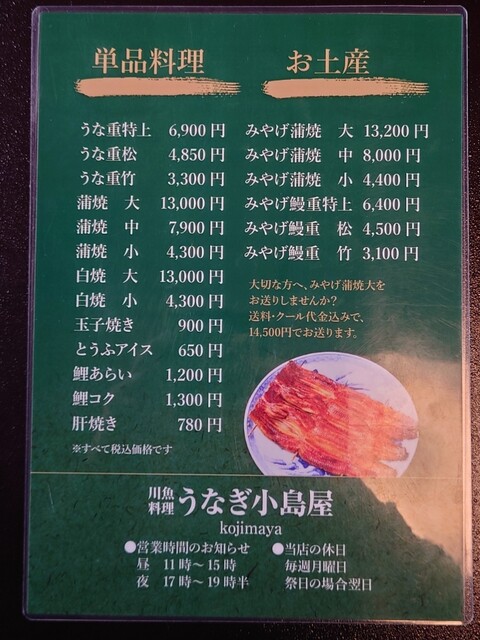 単品料理
うな重特上 6,900円
うな重松 4,850円
うな重竹 3,300円
蒲焼 大 13,000円
蒲焼 中 7,900円
蒲焼 小 4,300円
白焼 大 13,000円
白焼 小 4,300円
玉子焼き 900円
とうふアイス 650円
鯉あらい 1,200円
鯉コク 1,300円
肝焼き 780円
※すべて税込価格です
お土産
みやげ蒲焼 大 13,200円
みやげ蒲焼 中 8,000円
みやげ蒲焼 小 4,400円
みやげ鰻重特上 6,400円
みやげ鰻重 松 4,500円
みやげ鰻重 竹 3,100円
大切な方へ、みやげ蒲焼大を
お送りしませんか?
送料・クール代金込みで、
14,500円でお送ります。
川魚料理 うなぎ小島屋
kojimaya
●営業時間のお知らせ
昼 11時〜15時
夜 17時〜19時半
●当店の休日
毎週月曜日
祭日の場合翌日